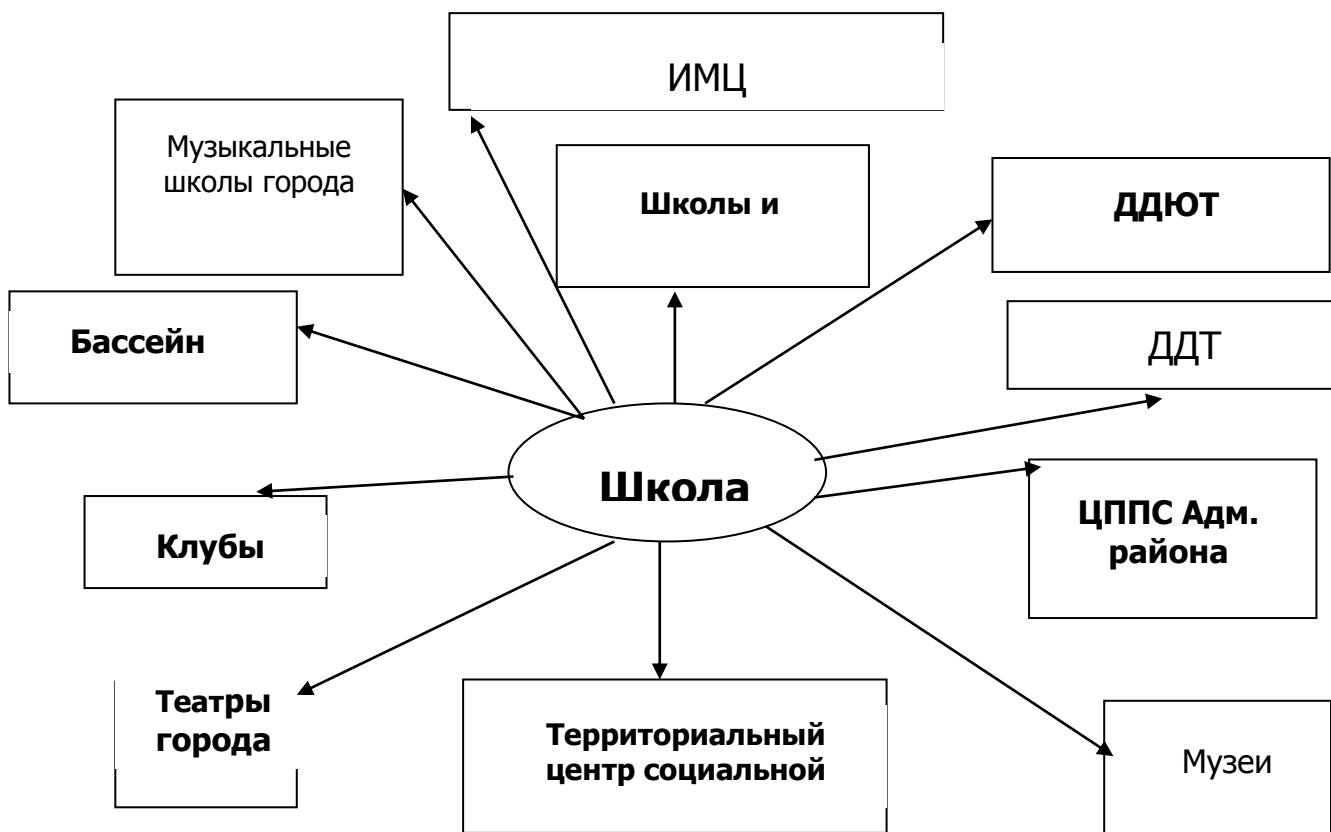 ИМЦ
Музыкальные
школы города
Школы и
ДДЮТ
Бассейн
ДДТ
Школа
ЦППС Адм.
района
Клубы
Театры
города
Территориальный
центр социальной
Музеи